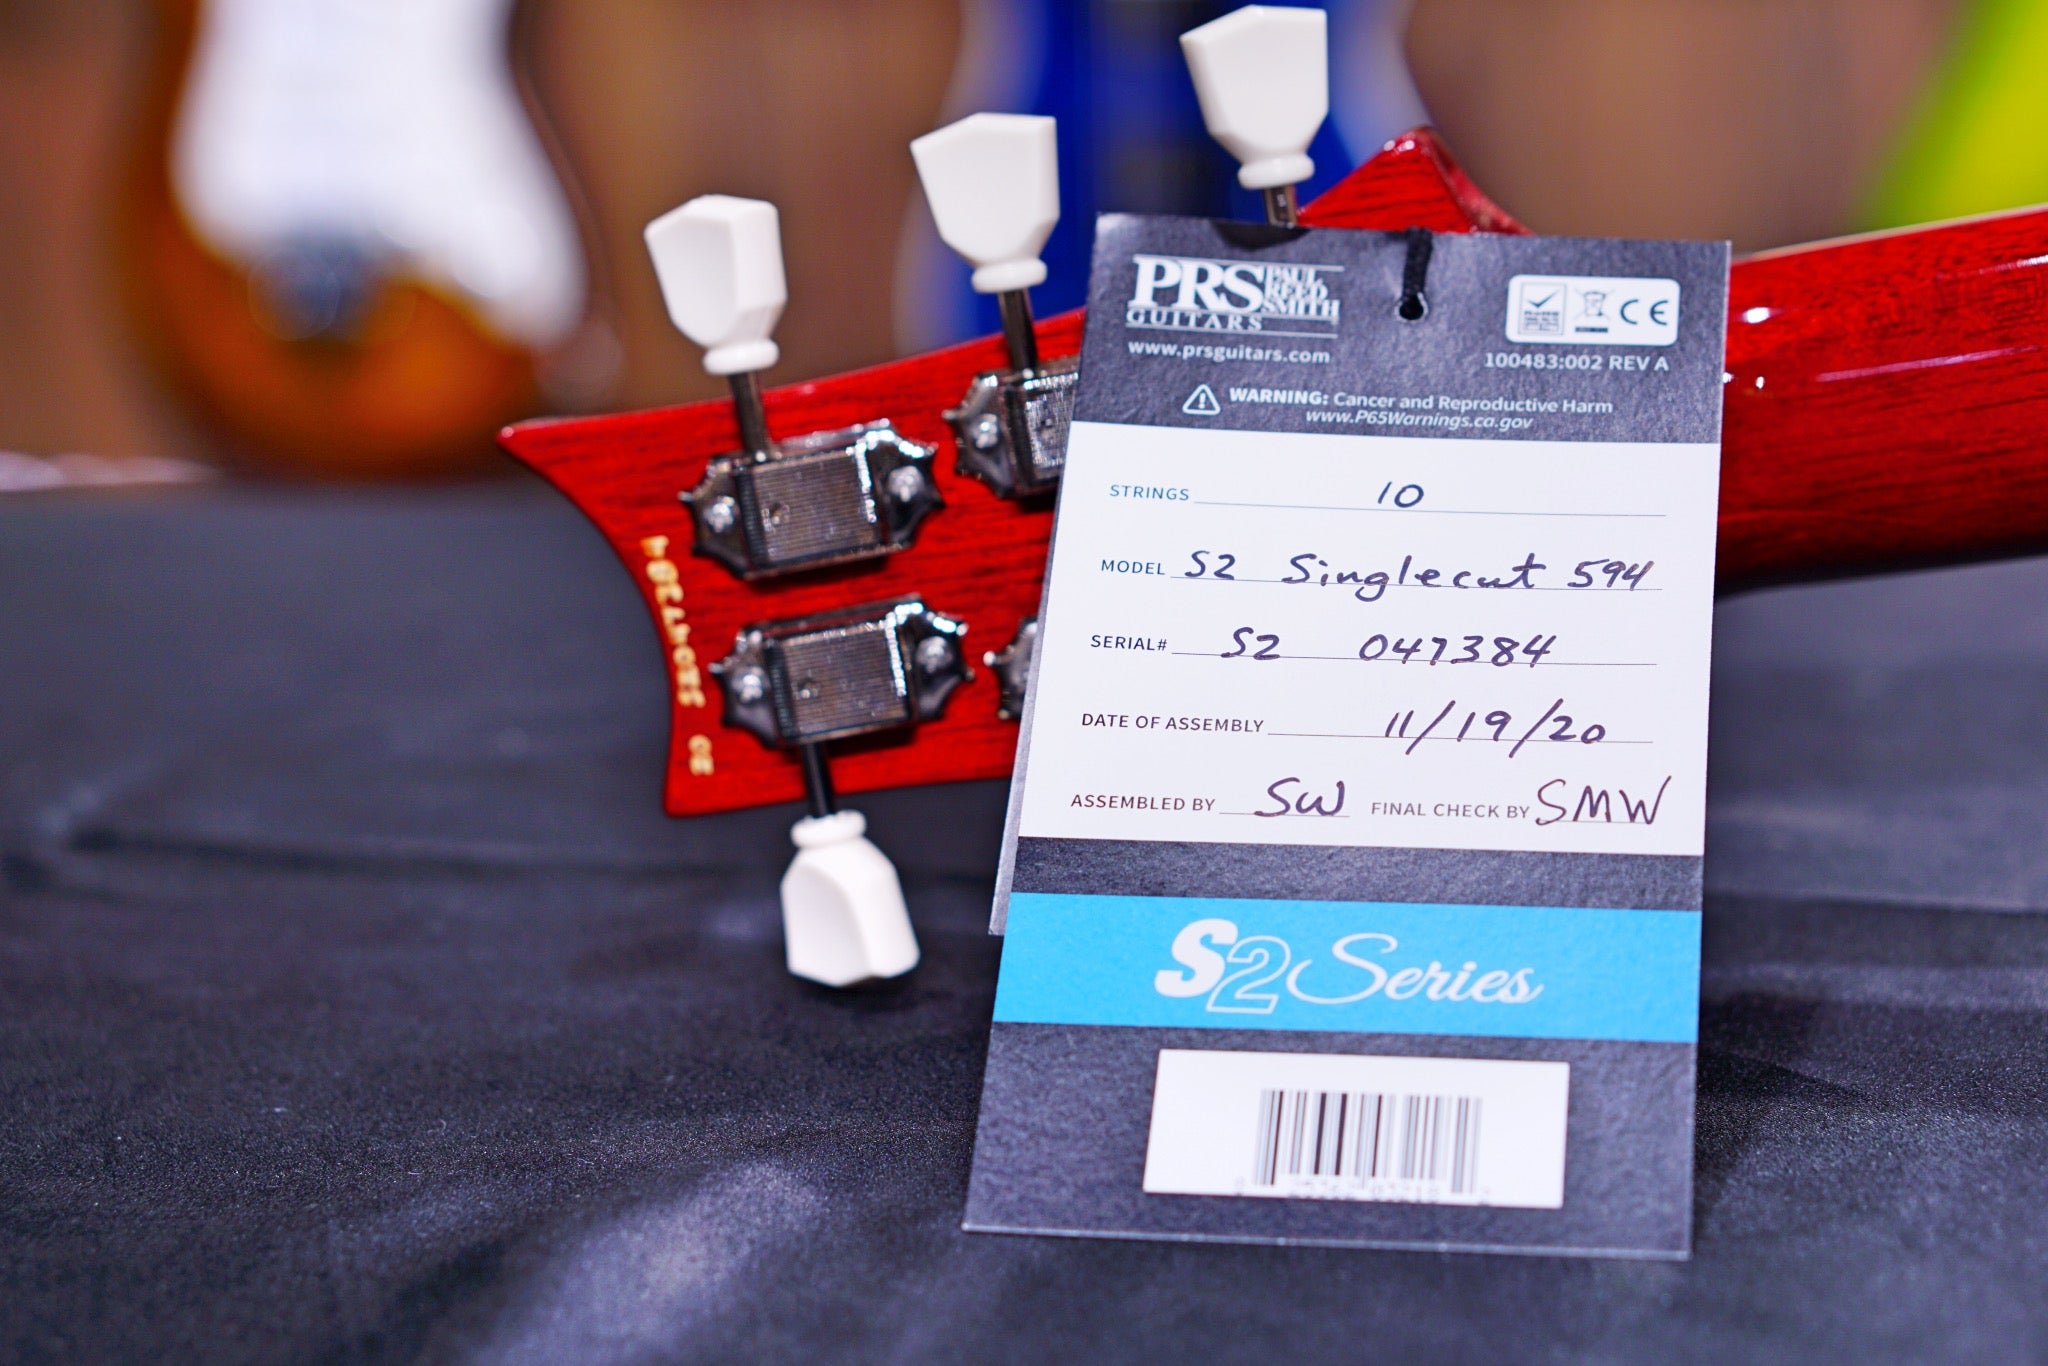 PRS PAUL REED SMITH
GUITARS
www.prsguitars.com
RoHS CE
100483:002 REV A
WARNING: Cancer and Reproductive Harm
www.P65Warnings.ca.gov
STRINGS 10
MODEL S2 Singlecut 594
SERIAL# S2 047384
DATE OF ASSEMBLY 11/19/20
ASSEMBLED BY SW FINAL CHECK BY SMW
S2 Series